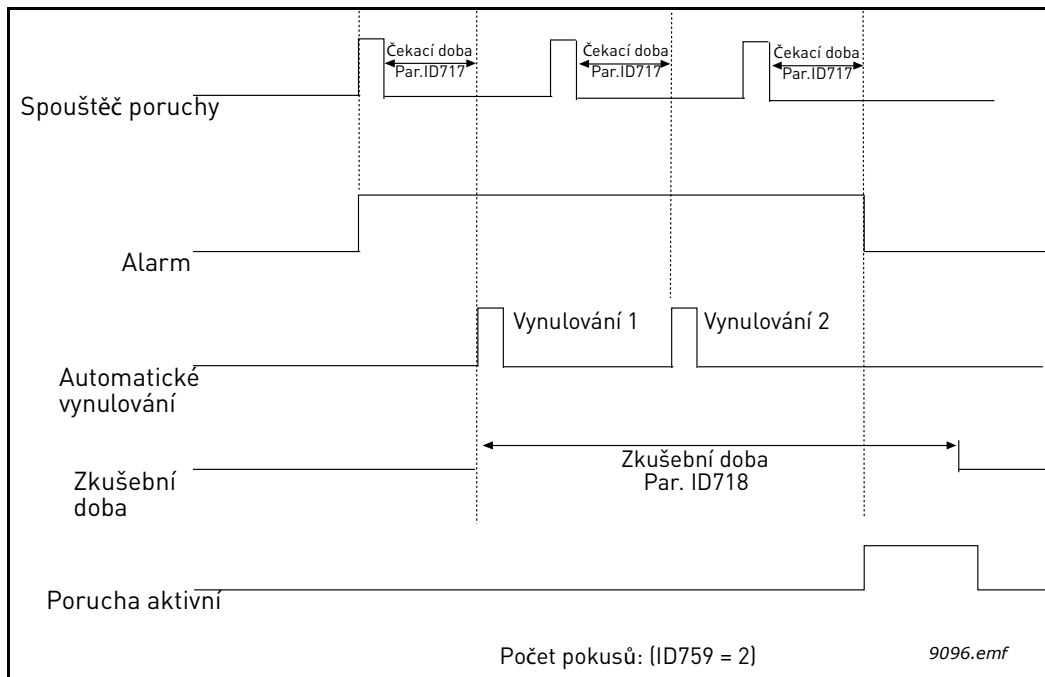 Čekací doba
Par.ID717
Čekací doba
Par.ID717
Čekací doba
Par.ID717
Spouštěč poruchy
Alarm
Vynulování 1
Vynulování 2
Automatické
vynulování
Zkušební doba
Par. ID718
Zkušební
doba
Porucha aktivní
Počet pokusů: (ID759 = 2)
9096.emf